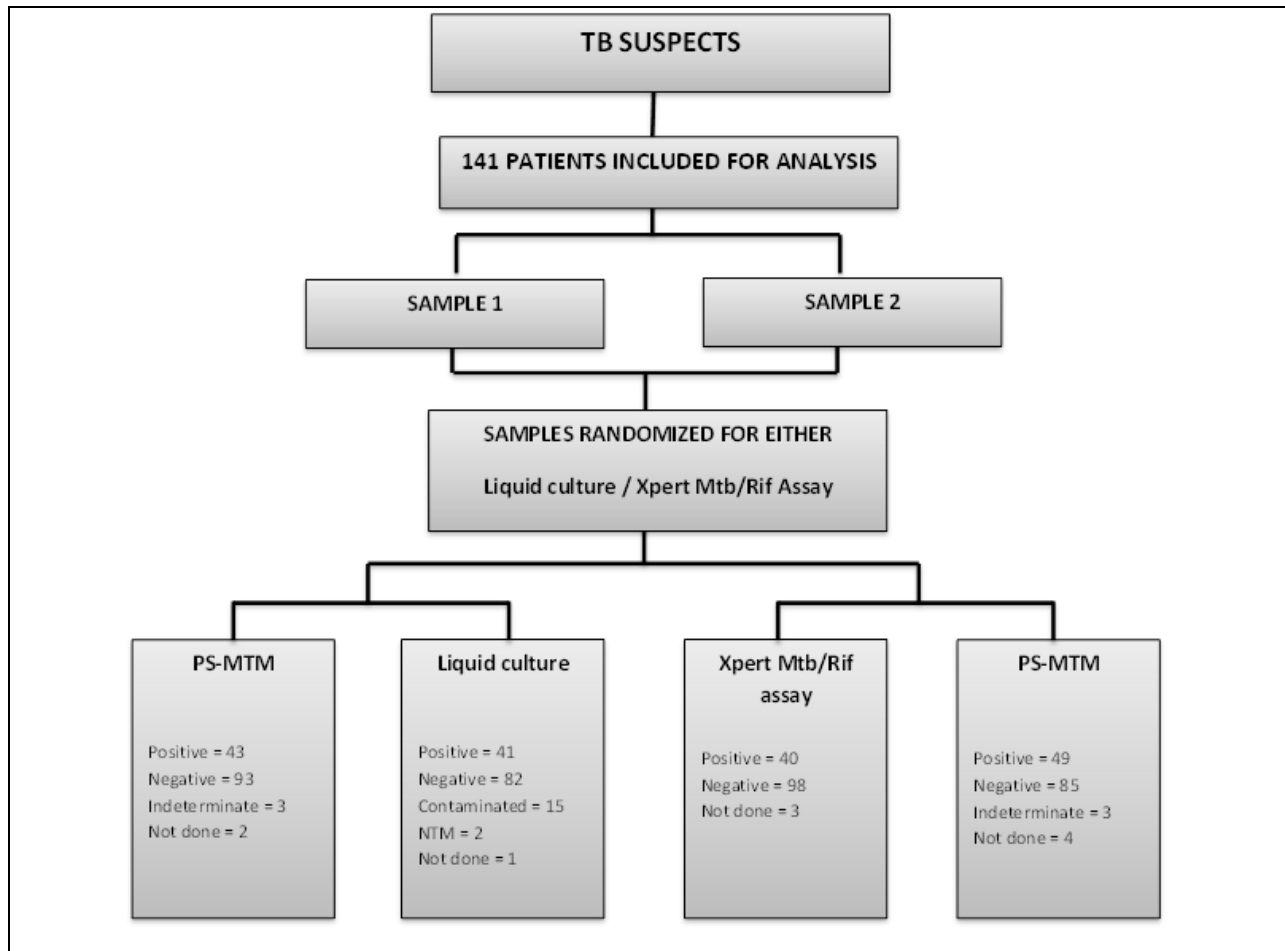 TB SUSPECTS
141 PATIENTS INCLUDED FOR ANALYSIS
SAMPLE 1
SAMPLE 2
SAMPLES RANDOMIZED FOR EITHER
Liquid culture / Xpert Mtb/Rif Assay
PS-MTM
Positive = 43
Negative = 93
Indeterminate = 3
Not done = 2
Liquid culture
Positive = 41
Negative = 82
Contaminated = 15
NTM = 2
Not done = 1
Xpert Mtb/Rif
assay
Positive = 40
Negative = 98
Not done = 3
PS-MTM
Positive = 49
Negative = 85
Indeterminate = 3
Not done = 4